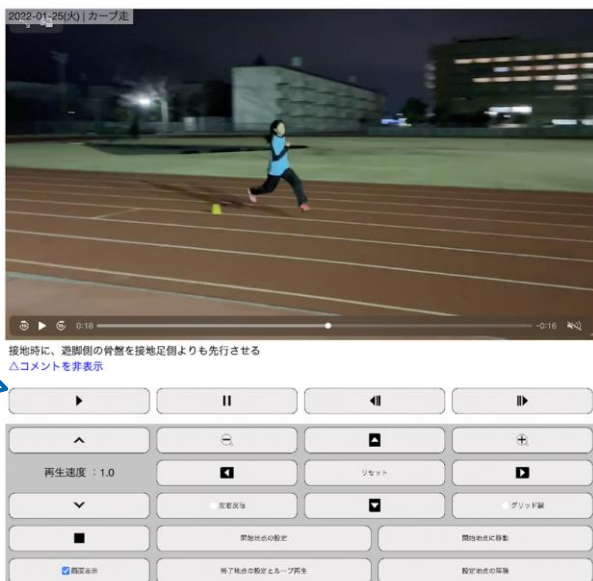 2022-01-25(火) | カーブ走
0:18
-0:16
接地時に、遊脚側の骨盤を接地足側よりも先行させる
△コメントを非表示
再生速度 : 1.0
リセット
左右反転
グリッド線
開始地点の設定
開始地点に移動
画面表示
終了地点の設定とループ再生
設定地点の解除